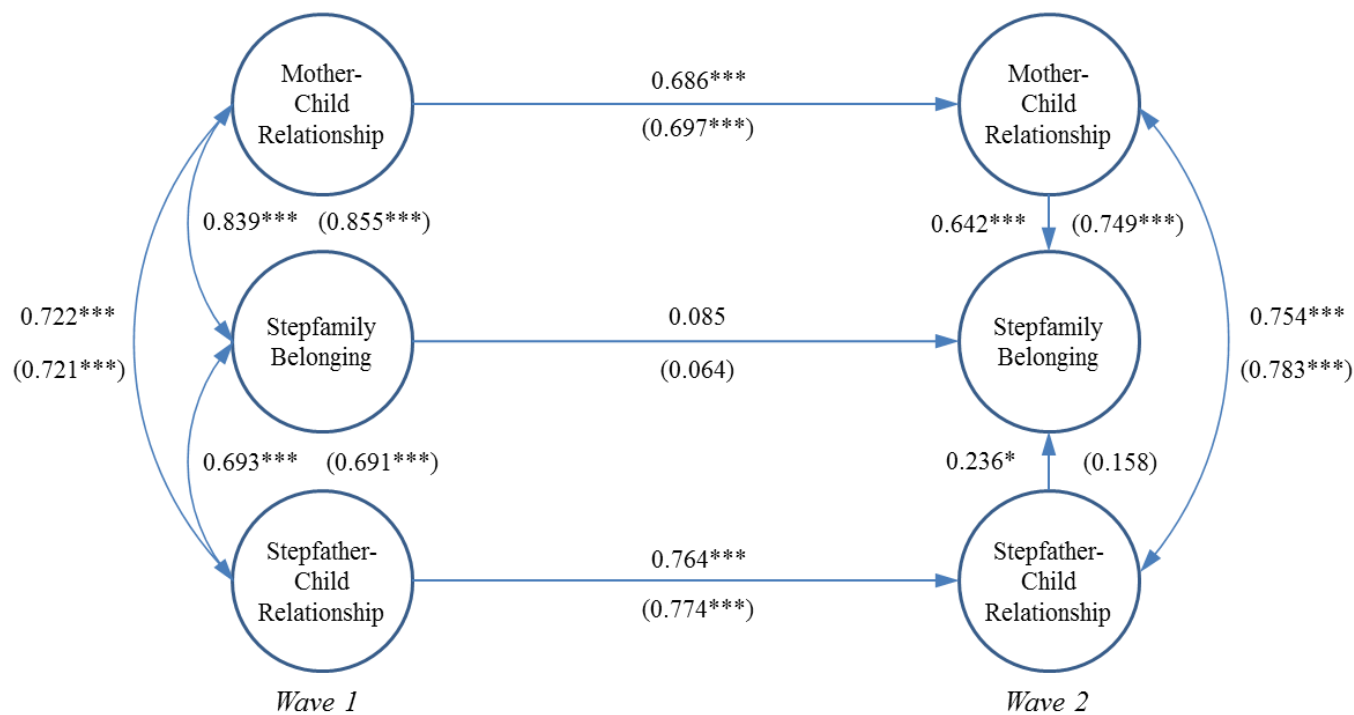 Mother-
Child
Relationship
0.686***
(0.697***)
Mother-
Child
Relationship
0.839*** (0.855***)
0.642*** (0.749***)
0.722***
(0.721***)
Stepfamily
Belonging
0.085
(0.064)
Stepfamily
Belonging
0.754***
(0.783***)
0.693*** (0.691***)
0.236* (0.158)
Stepfather-
Child
Relationship
0.764***
(0.774***)
Stepfather-
Child
Relationship
Wave 1
Wave 2